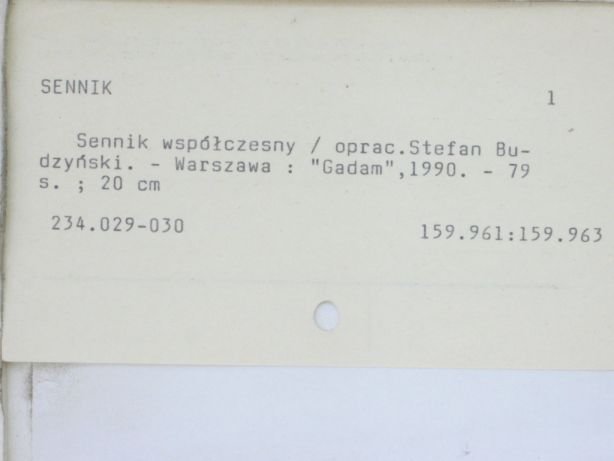 SENNIK
1
Sennik współczesny / oprac.Stefan Bu-
dzyński. - Warszawa : "Gadam",1990. - 79
s. ; 20 cm
234.029-030
159.961:159.963